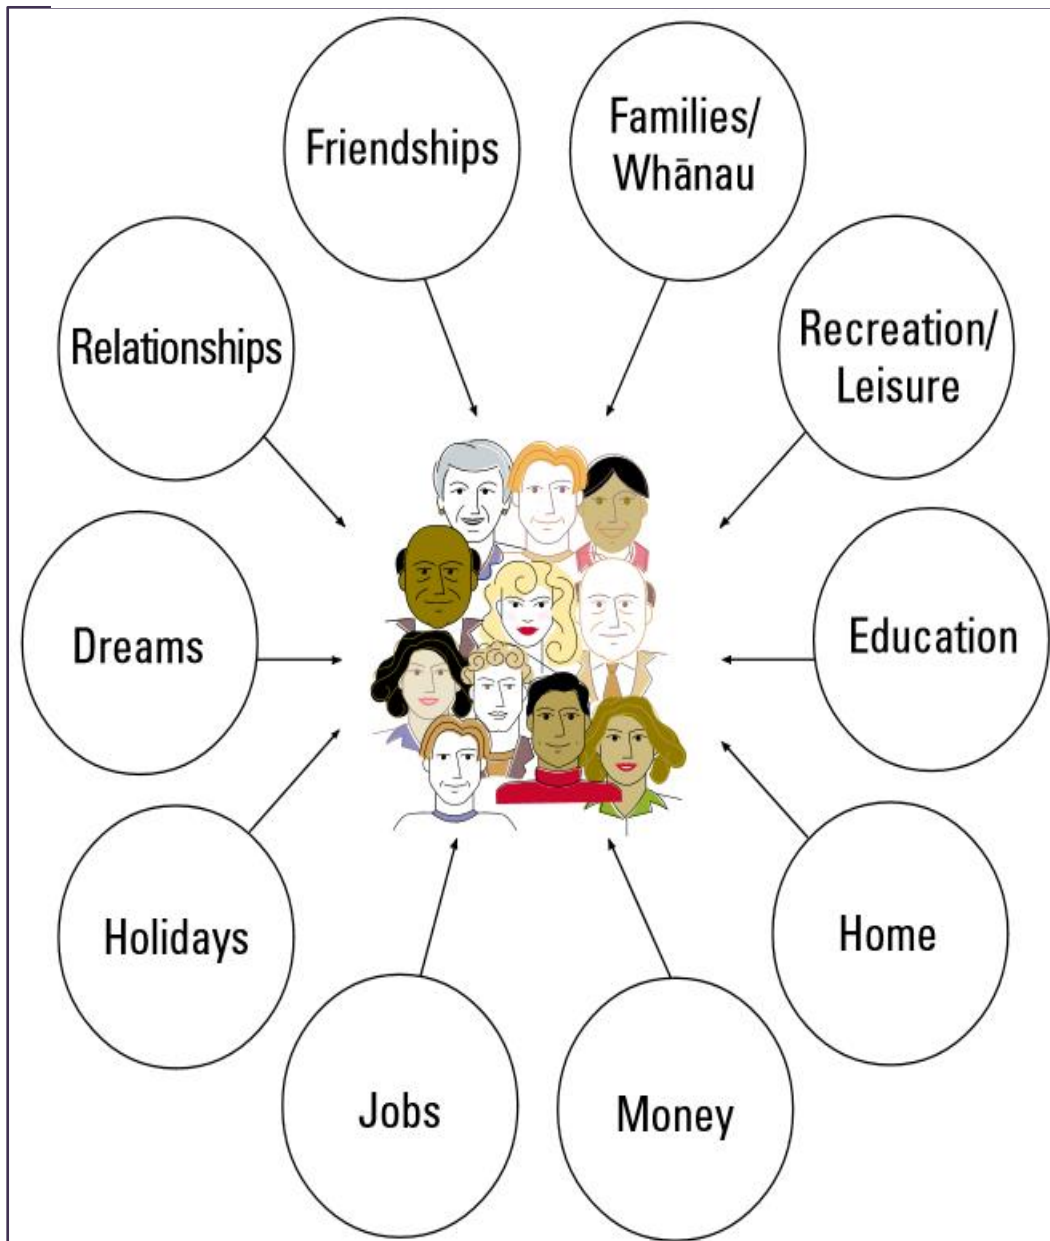 Friendships
Families/
Whānau
Recreation/
Leisure
Education
Home
Money
Jobs
Holidays
Dreams
Relationships